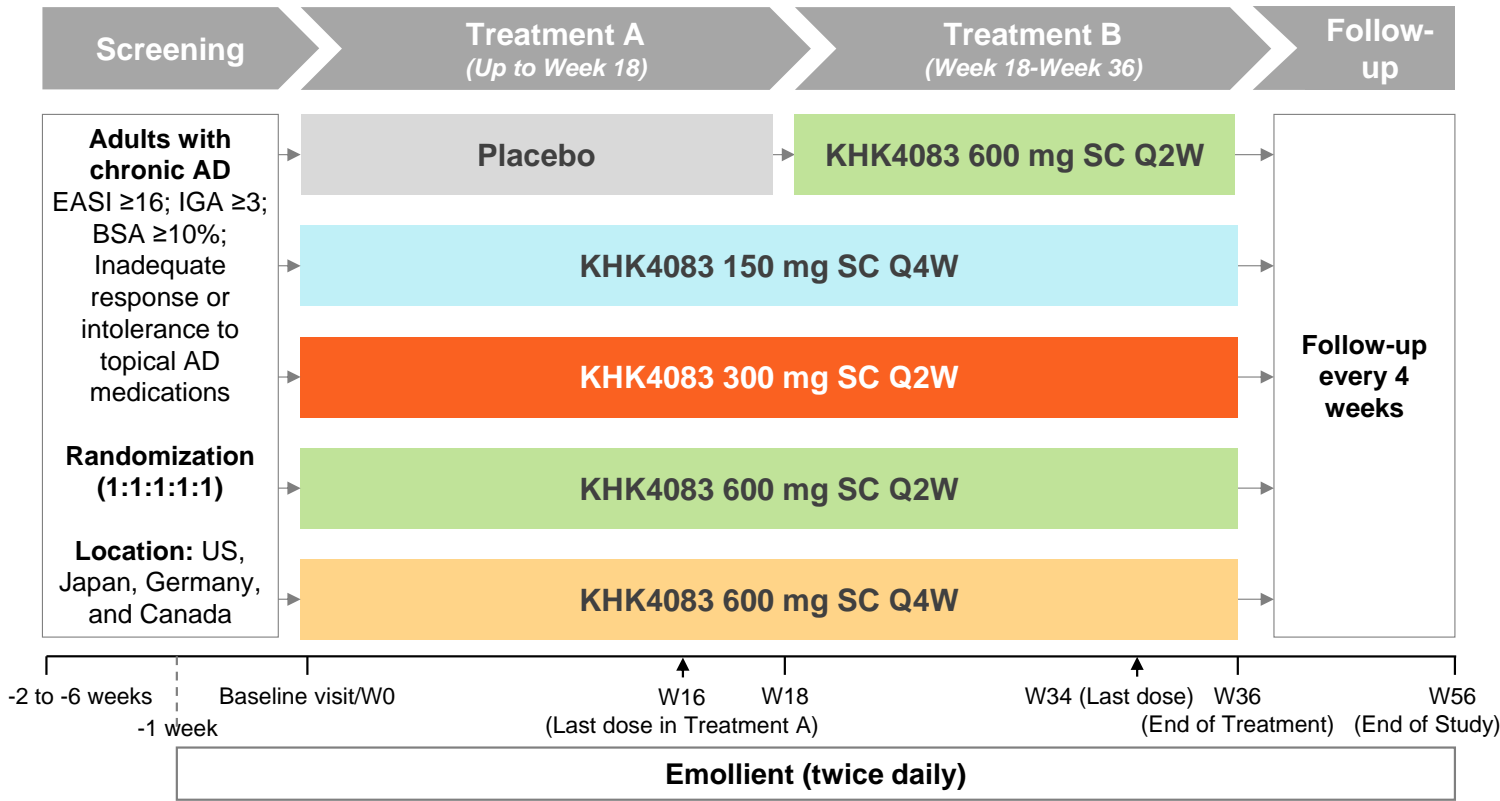 Screening
Treatment A
(Up to Week 18)
Treatment B
(Week 18-Week 36)
Follow-
up
Adults with
chronic AD
EASI ≥16; IGA ≥3;
BSA ≥10%;
Inadequate
response or
intolerance to
topical AD
medications
Randomization
(1:1:1:1:1)
Location: US,
Japan, Germany,
and Canada
Placebo
KHK4083 600 mg SC Q2W
KHK4083 150 mg SC Q4W
KHK4083 300 mg SC Q2W
KHK4083 600 mg SC Q2W
KHK4083 600 mg SC Q4W
Follow-up
every 4
weeks
-2 to -6 weeks
-1 week
Baseline visit/W0
W16
(Last dose in Treatment A)
W18
W34 (Last dose)
W36
(End of Treatment)
W56
(End of Study)
Emollient (twice daily)